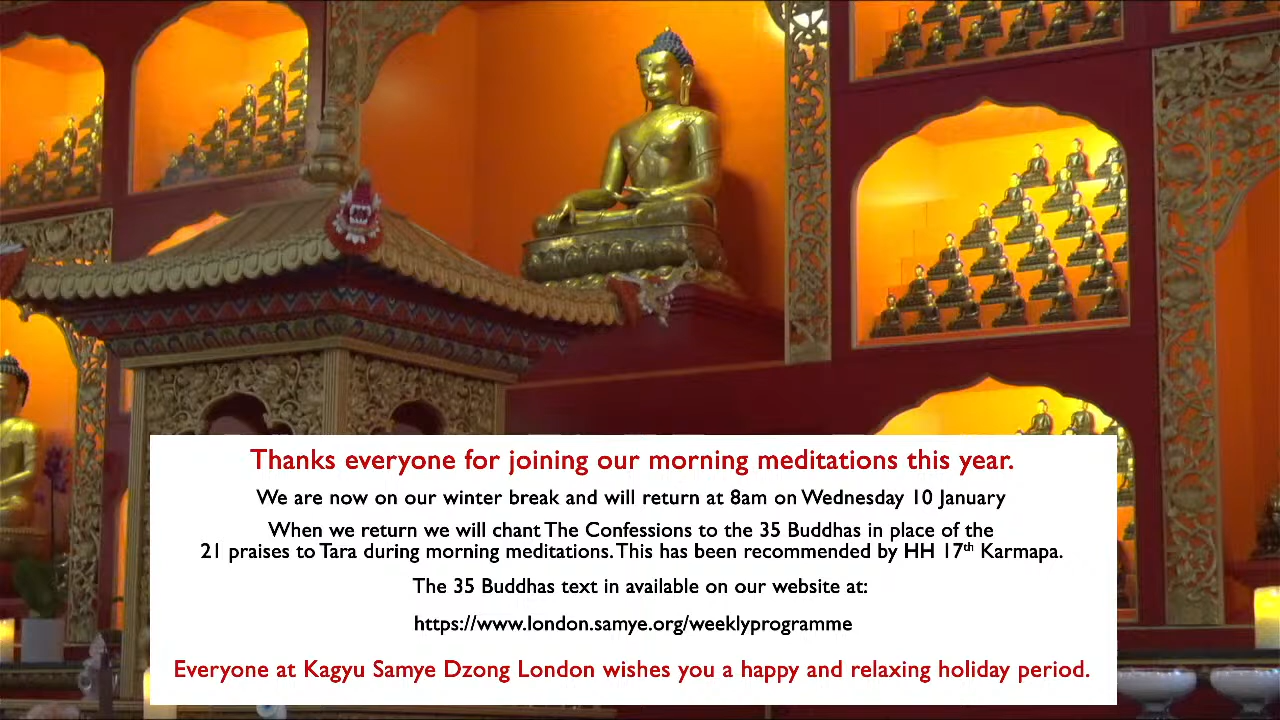 Thanks everyone for joining our morning meditations this year.
We are now on our winter break and will return at 8am on Wednesday 10 January
When we return we will chant The Confessions to the 35 Buddhas in place of the
21 praises to Tara during morning meditations. This has been recommended by HH 17th Karmapa.
The 35 Buddhas text in available on our website at:
https://www.london.samye.org/weeklyprogramme
Everyone at Kagyu Samye Dzong London wishes you a happy and relaxing holiday period.